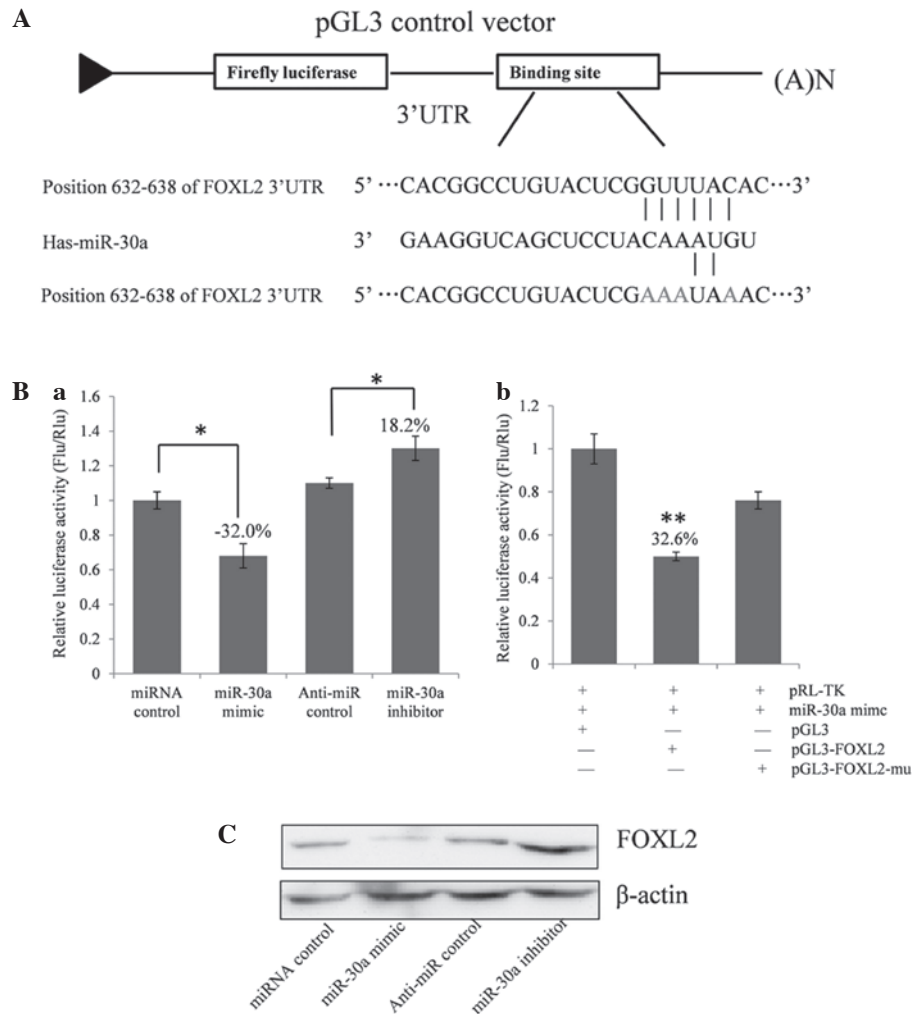 A
pGL3 control vector
Firefly luciferase
Binding site
(A)N
3’UTR
Position 632-638 of FOXL2 3’UTR 5’ ···CACGGCCUGUACUCGGUUUACAC···3’
Has-miR-30a 3’ GAAGGUCAGCUCCUACAAAUGU
Position 632-638 of FOXL2 3’UTR 5’ ···CACGGCCUGUACUCGAAAUAAAC···3’
B a
Relative luciferase activity (Flu/Rlu)
1.6
1.4
1.2
1
0.8
0.6
0.4
0.2
0
*
-32.0%
*
18.2%
miRNA control
miR-30a mimic
Anti-miR control
miR-30a inhibitor
b
Relative luciferase activity (Flu/Rlu)
1.2
1
0.8
0.6
0.4
0.2
0
**
32.6%
+ + + pRL-TK
+ + + miR-30a mimc
+ — — pGL3
— + — pGL3-FOXL2
— — + pGL3-FOXL2-mu
C
FOXL2
β-actin
miRNA control
miR-30a mimic
Anti-miR control
miR-30a inhibitor